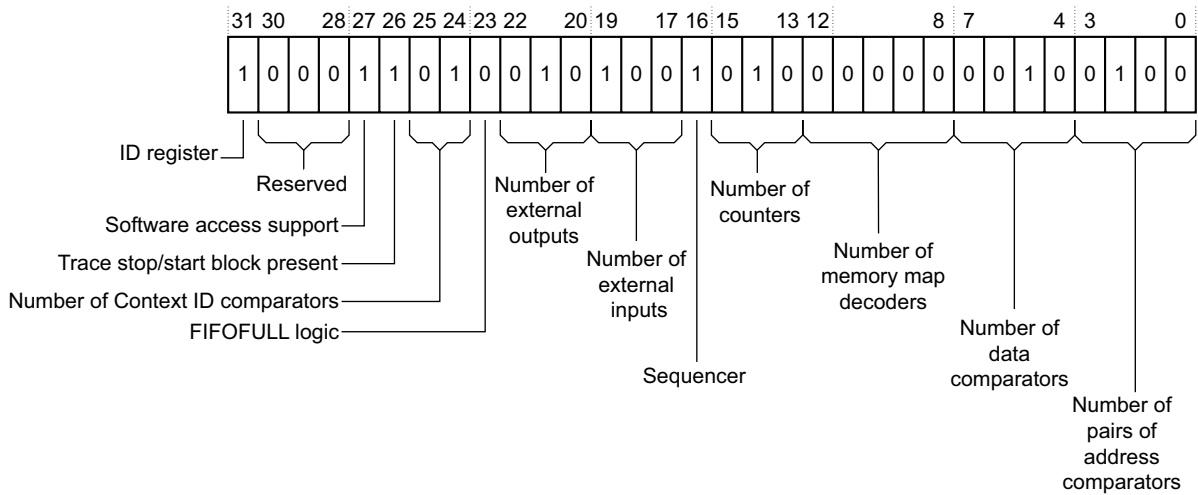 31 30 28 27 26 25 24 23 22 20 19 17 16 15 13 12 8 7 4 3 0
1 0 0 0 1 1 0 1 0 0 1 0 1 0 0 1 0 1 0 0 0 0 0 0 0 0 1 0 0 1 0 0
ID register
Reserved
Software access support
Trace stop/start block present
Number of Context ID comparators
FIFOFULL logic
Number of
external
outputs
Number of
external
inputs
Sequencer
Number of
counters
Number of
memory map
decoders
Number of
data
comparators
Number of
pairs of
address
comparators